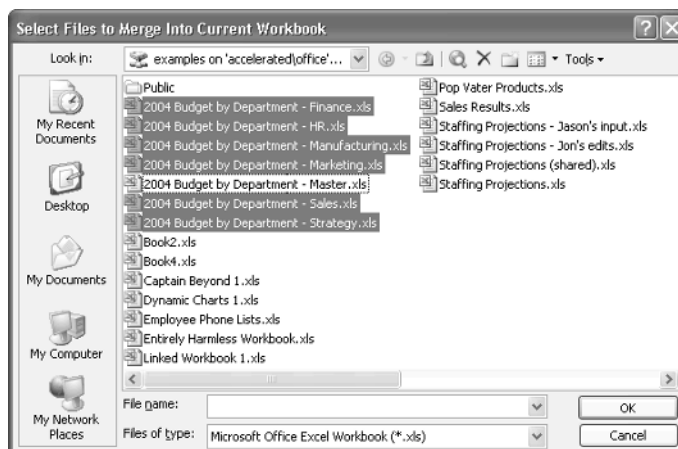 Select Files to Merge Into Current Workbook
Look in:
examples on 'accelerated\office'...
Tools
My Recent
Documents
Desktop
My Documents
My Computer
My Network
Places
Public
2004 Budget by Department - Finance.xls
2004 Budget by Department - HR.xls
2004 Budget by Department - Manufacturing.xls
2004 Budget by Department - Marketing.xls
2004 Budget by Department - Master.xls
2004 Budget by Department - Sales.xls
2004 Budget by Department - Strategy.xls
Book2.xls
Book4.xls
Captain Beyond 1.xls
Dynamic Charts 1.xls
Employee Phone Lists.xls
Entirely Harmless Workbook.xls
Linked Workbook 1.xls
Pop Vater Products.xls
Sales Results.xls
Staffing Projections - Jason's input.xls
Staffing Projections - Jon's edits.xls
Staffing Projections (shared).xls
Staffing Projections.xls
File name:
OK
Files of type:
Microsoft Office Excel Workbook (*.xls)
Cancel